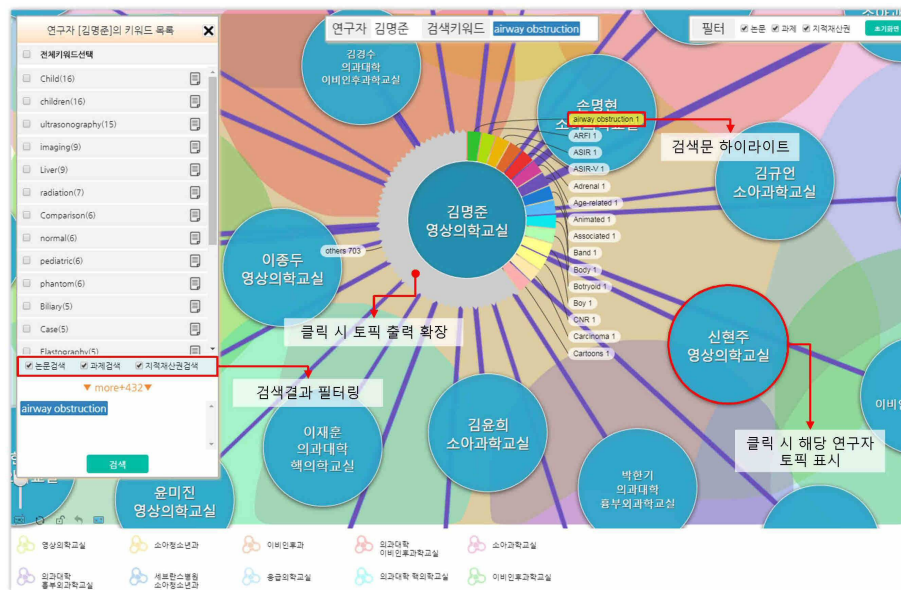 연구자 [김명준]의 키워드 목록
전체키워드선택
Child(16)
children(16)
ultrasonography(15)
imaging(9)
Liver(9)
radiation(7)
Comparison(6)
normal(6)
pediatric(6)
phantom(6)
Biliary(5)
Case(5)
Elastography(5)
논문검색 과제검색 지적재산권검색
▼ more+432▼
airway obstruction
검색
연구자 김명준 검색키워드 airway obstruction
필터 논문 과제 지적재산권 초기화면
김경수
의과대학
이비인후과학교실
손명현
airway obstruction 1
ARFI 1
ASIR 1
ASIR-V 1
Adrenal 1
Age-related 1
Animated 1
Associated 1
Band 1
Body 1
Botryoid 1
Boy 1
CNR 1
Carcinoma 1
Cartoons 1
others 703
검색문 하이라이트
김규언
소아과학교실
김명준
영상의학교실
이종두
영상의학교실
클릭 시 토픽 출력 확장
신현주
영상의학교실
검색결과 필터링
이재훈
의과대학
핵의학교실
김윤희
소아과학교실
클릭 시 해당 연구자
토픽 표시
박한기
의과대학
흉부외과학교실
윤미진
영상의학교실
영상의학교실
소아청소년과
이비인후과
의과대학
이비인후과학교실
소아과학교실
의과대학
흉부외과학교실
세브란스병원
소아청소년과
응급의학교실
의과대학 핵의학교실
이비인후과학교실